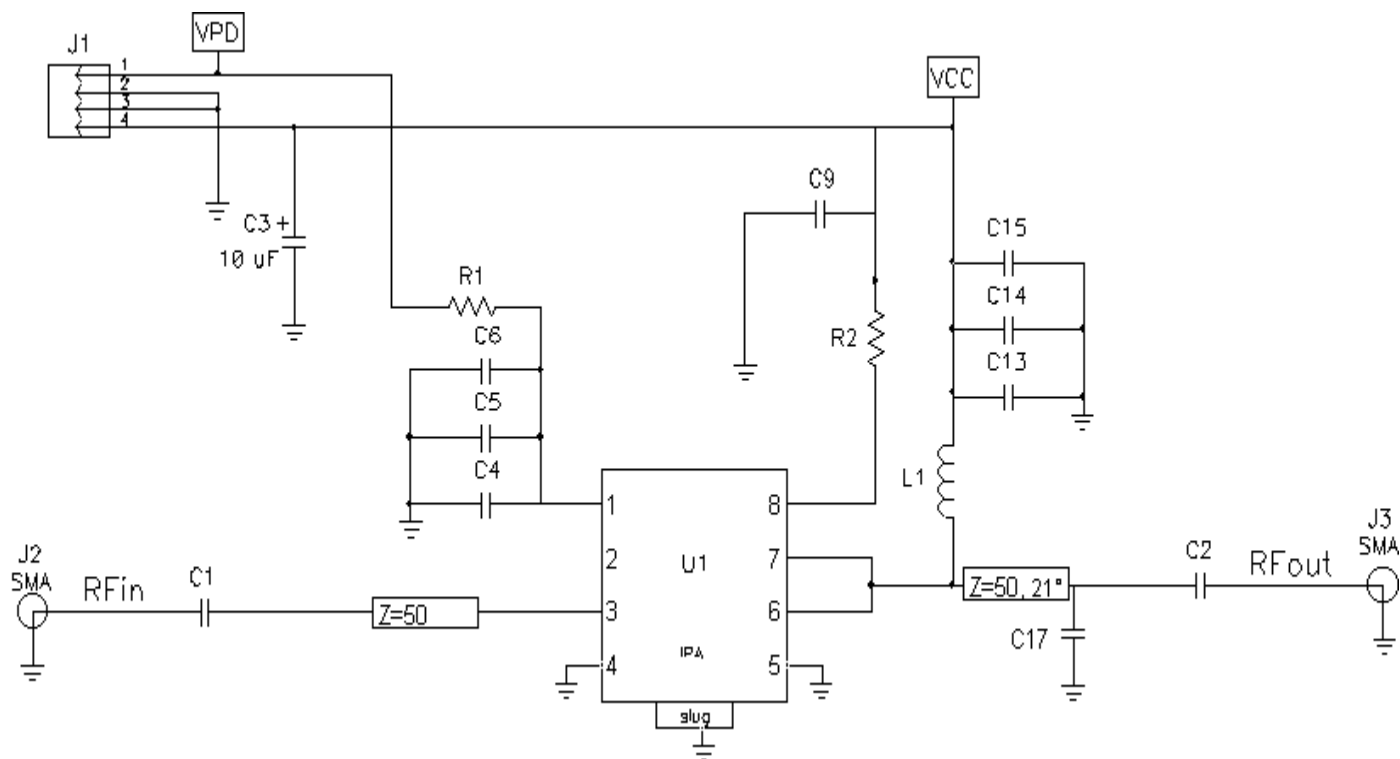 VPD
J1
1
2
3
4
VCC
C9
C3 +
10 uF
C15
R1
C14
C6
R2
C13
C5
C4
L1
1
8
2
7
U1
J2
SMA
RFin
C1
Z=50
3
6
Z=50, 21°
C2
RFout
J3
SMA
C17
4
IPA
5
slug